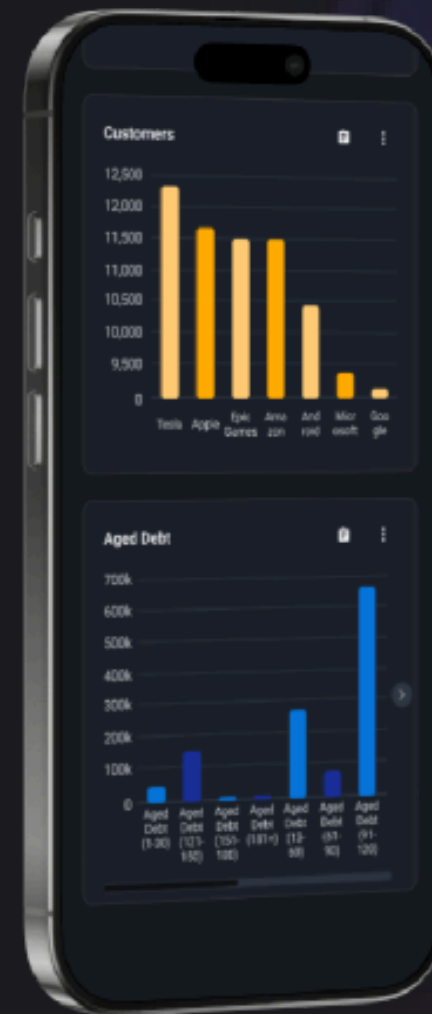 Customers
12,500
12,000
11,500
11,000
10,500
10,000
9,500
0
Tesla Apple Epic Games Ama zon And roid Micr osoft Goo gle
Aged Debt
700k
600k
500k
400k
300k
200k
100k
0
Aged Aged Aged Aged Aged Aged Aged
Debt Debt Debt Debt Debt Debt Debt
(1-30) (121- (151- (181+) (91-
150) 180) 90) 120)